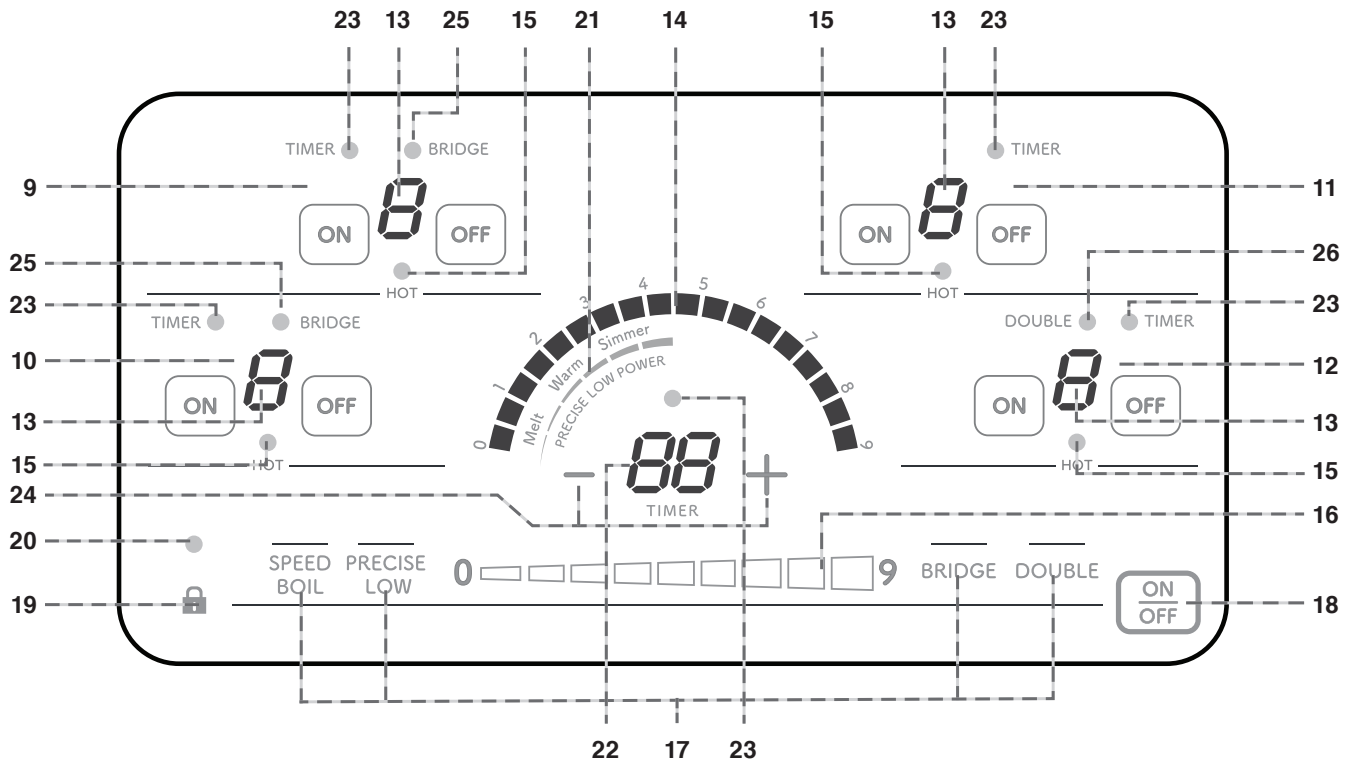 23 13 25 15 21 14 15 13 23
TIMER BRIDGE TIMER
9 11
ON 8 OFF ON 8 OFF
26
25
HOT HOT
23 23
TIMER BRIDGE DOUBLE TIMER
10 12
ON 8 OFF ON 8 OFF
13 13
HOT HOT
15 15
0 1 2 3 4 5 6 7 8 9
Melt Warm Simmer
PRECISE LOW POWER
− 88 +
TIMER
24
16
20
SPEED BOIL PRECISE LOW 0 9 BRIDGE DOUBLE
ON
OFF
19 18
22 17 23